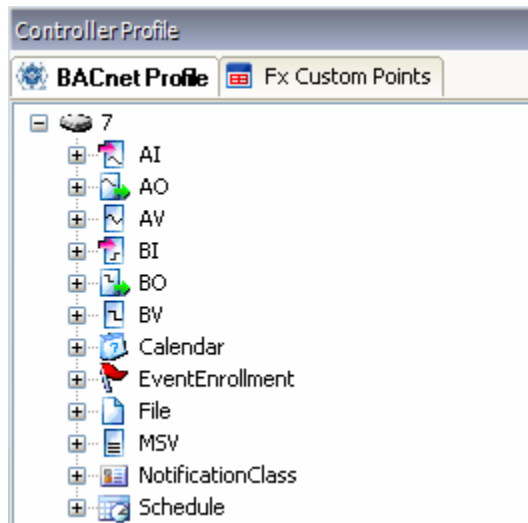 Controller Profile
BACnet Profile Fx Custom Points
7
AI
AO
AV
BI
BO
BV
Calendar
EventEnrollment
File
MSV
NotificationClass
Schedule